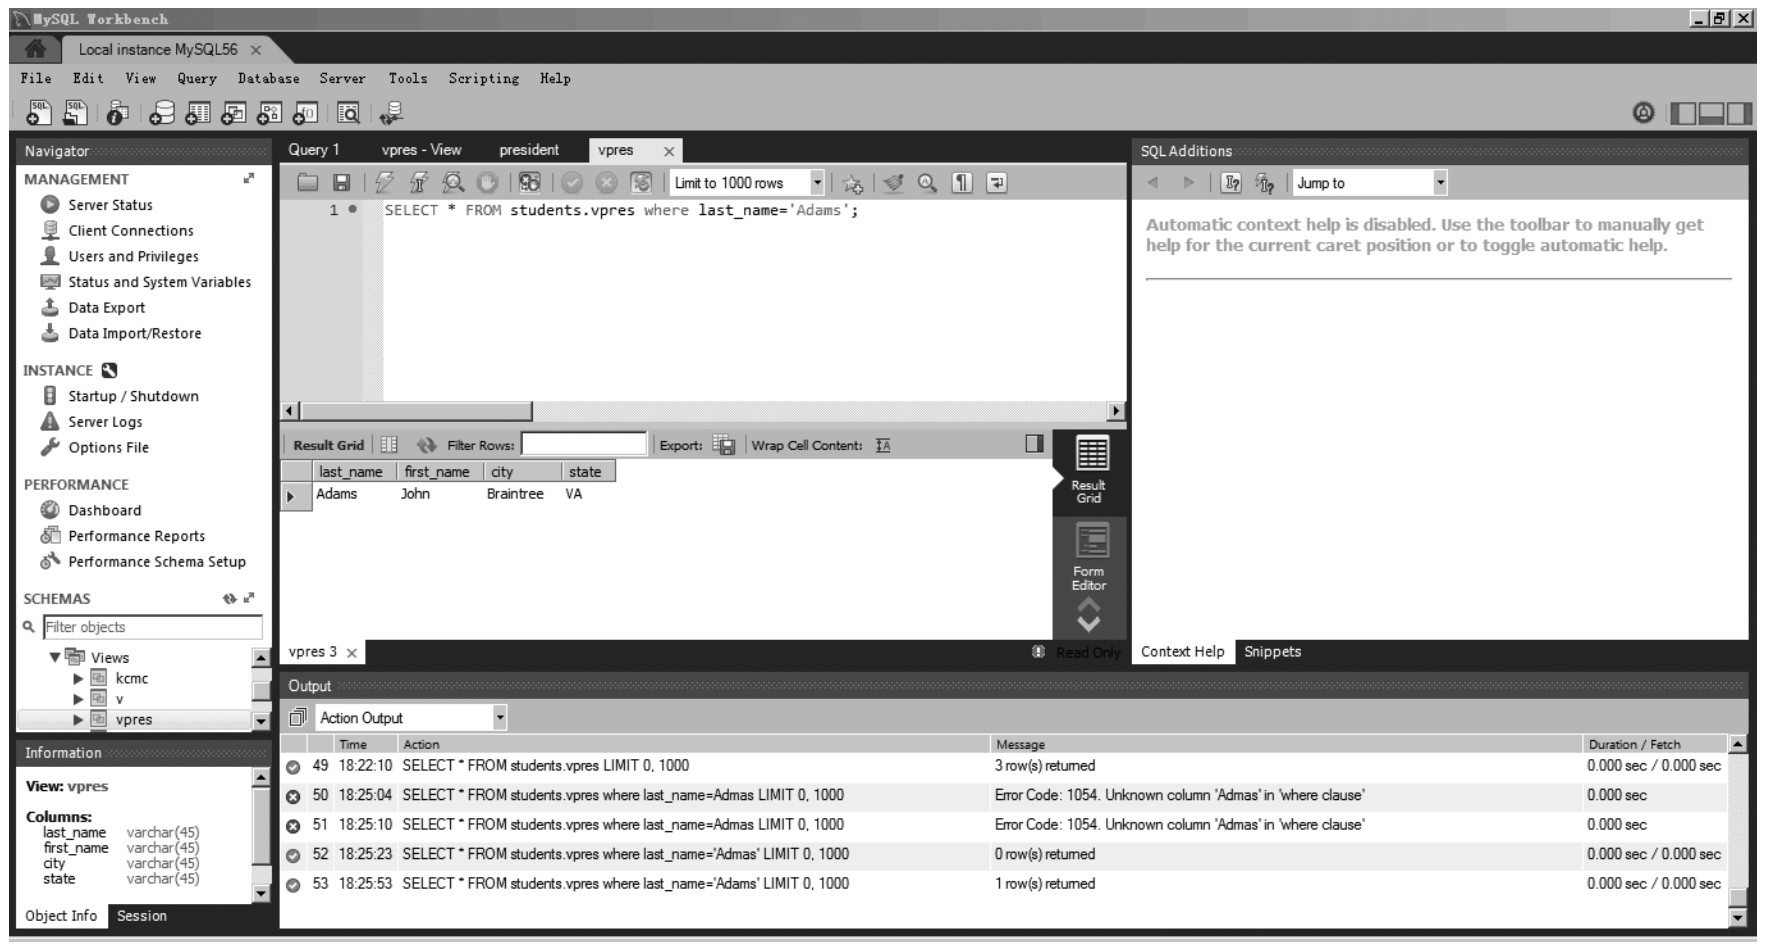 MySQL Workbench
Local instance MySQL56
File Edit View Query Database Server Tools Scripting Help
Navigator
MANAGEMENT
Server Status
Client Connections
Users and Privileges
Status and System Variables
Data Export
Data Import/Restore
INSTANCE
Startup / Shutdown
Server Logs
Options File
PERFORMANCE
Dashboard
Performance Reports
Performance Schema Setup
SCHEMAS
Filter objects
Views
kcmc
v
vpres
Information
View: vpres
Columns:
last_name varchar(45)
first_name varchar(45)
city varchar(45)
state varchar(45)
Object Info Session
Query 1 vpres - View president vpres
Limit to 1000 rows
1 SELECT * FROM students.vpres where last_name='Adams';
Result Grid Filter Rows: Export: Wrap Cell Content:
last_name first_name city state
Adams John Braintree VA
Result Grid
Form Editor
vpres 3 Read Only
SQL Additions
Jump to
Automatic context help is disabled. Use the toolbar to manually get
help for the current caret position or to toggle automatic help.
Context Help Snippets
Output
Action Output
Time Action Message Duration / Fetch
49 18:22:10 SELECT * FROM students.vpres LIMIT 0, 1000 3 row(s) returned 0.000 sec / 0.000 sec
50 18:25:04 SELECT * FROM students.vpres where last_name=Admas LIMIT 0, 1000 Error Code: 1054. Unknown column 'Admas' in 'where clause' 0.000 sec
51 18:25:10 SELECT * FROM students.vpres where last_name=Admas LIMIT 0, 1000 Error Code: 1054. Unknown column 'Admas' in 'where clause' 0.000 sec
52 18:25:23 SELECT * FROM students.vpres where last_name='Admas' LIMIT 0, 1000 0 row(s) returned 0.000 sec / 0.000 sec
53 18:25:53 SELECT * FROM students.vpres where last_name='Adams' LIMIT 0, 1000 1 row(s) returned 0.000 sec / 0.000 sec